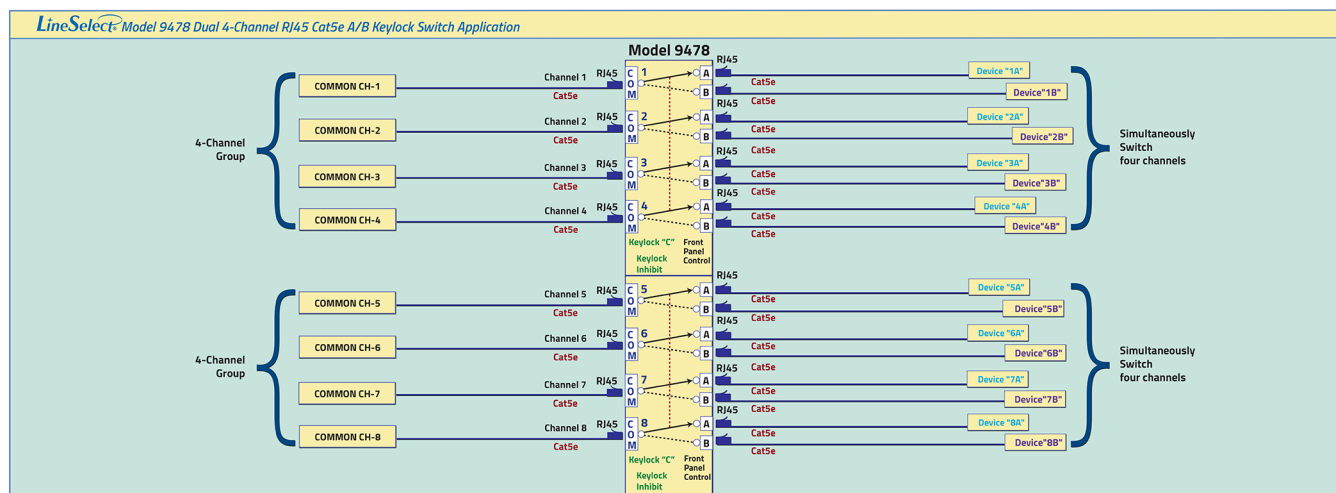 LineSelect® Model 9478 Dual 4-Channel RJ45 Cat5e A/B Keylock Switch Application
Model 9478
4-Channel
Group
COMMON CH-1
Channel 1
Cat5e
RJ45
COM
1
A
B
RJ45
Cat5e
Cat5e
Device "1A"
Device"1B"
COMMON CH-2
Channel 2
Cat5e
RJ45
COM
2
A
B
RJ45
Cat5e
Cat5e
Device "2A"
Device"2B"
COMMON CH-3
Channel 3
Cat5e
RJ45
COM
3
A
B
RJ45
Cat5e
Cat5e
Device "3A"
Device"3B"
COMMON CH-4
Channel 4
Cat5e
RJ45
COM
4
A
B
RJ45
Cat5e
Cat5e
Device "4A"
Device"4B"
Simultaneously
Switch
four channels
Keylock "C"
Keylock
Inhibit
Front
Panel
Control
4-Channel
Group
COMMON CH-5
Channel 5
Cat5e
RJ45
COM
5
A
B
RJ45
Cat5e
Cat5e
Device "5A"
Device"5B"
COMMON CH-6
Channel 6
Cat5e
RJ45
COM
6
A
B
RJ45
Cat5e
Cat5e
Device "6A"
Device"6B"
COMMON CH-7
Channel 7
Cat5e
RJ45
COM
7
A
B
RJ45
Cat5e
Cat5e
Device "7A"
Device"7B"
COMMON CH-8
Channel 8
Cat5e
RJ45
COM
8
A
B
RJ45
Cat5e
Cat5e
Device "8A"
Device"8B"
Simultaneously
Switch
four channels
Keylock "C"
Keylock
Inhibit
Front
Panel
Control